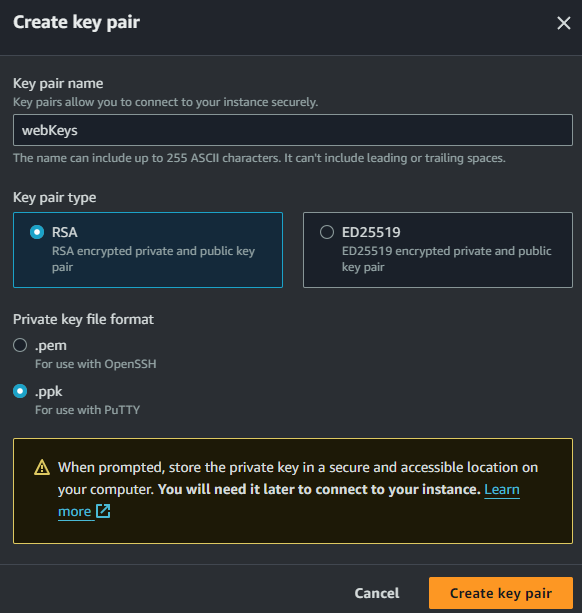 Create key pair
Key pair name
Key pairs allow you to connect to your instance securely.
webKeys
The name can include up to 255 ASCII characters. It can't include leading or trailing spaces.
Key pair type
RSA
RSA encrypted private and public key
pair
ED25519
ED25519 encrypted private and public
key pair
Private key file format
.pem
For use with OpenSSH
.ppk
For use with PuTTY
When prompted, store the private key in a secure and accessible location on
your computer. You will need it later to connect to your instance. Learn
more
Cancel
Create key pair